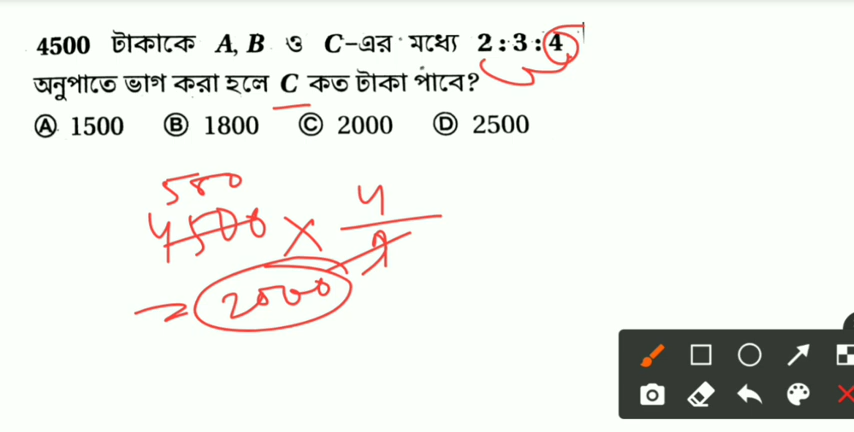 4500 টাকাকে A, B ও C-এর মধ্যে 2:3:4
অনুপাতে ভাগ করা হলে C কত টাকা পাবে?
Ⓐ 1500 Ⓑ 1800 Ⓒ 2000 Ⓓ 2500
500
4500 × 4/9
= 2000